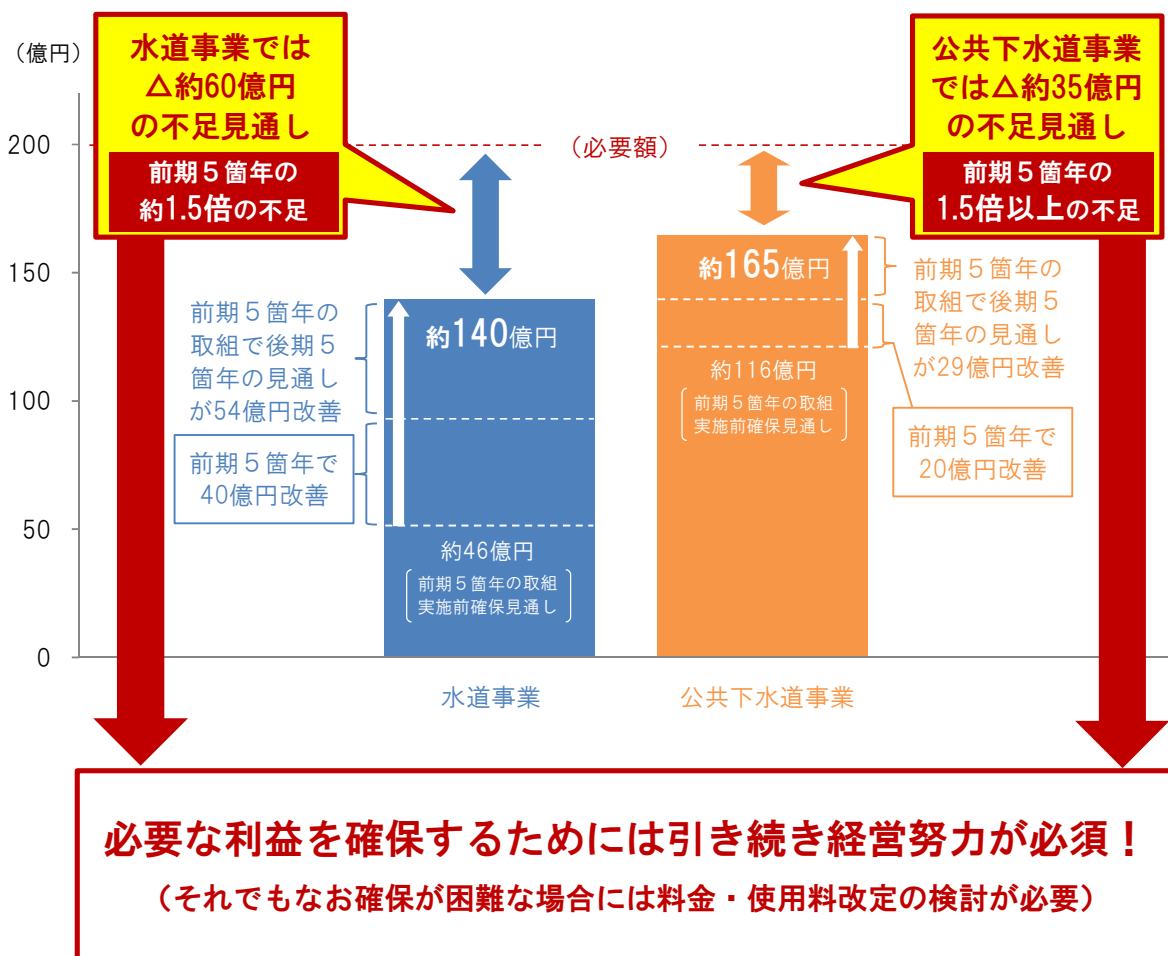 （億円）
水道事業では
△約60億円
の不足見通し
前期５箇年の
約1.5倍の不足
公共下水道事業
では△約35億円
の不足見通し
前期５箇年の
1.5倍以上の不足
（必要額）
200
150
100
50
0
前期５箇年の
取組で後期５
箇年の見通し
が54億円改善
前期５箇年で
40億円改善
約140億円
約46億円
前期５箇年の取組
実施前確保見通し
約165億円
約116億円
前期５箇年の取組
実施前確保見通し
前期５箇年の
取組で後期５
箇年の見通し
が29億円改善
前期５箇年で
20億円改善
水道事業
公共下水道事業
必要な利益を確保するためには引き続き経営努力が必須！
（それでもなお確保が困難な場合には料金・使用料改定の検討が必要）